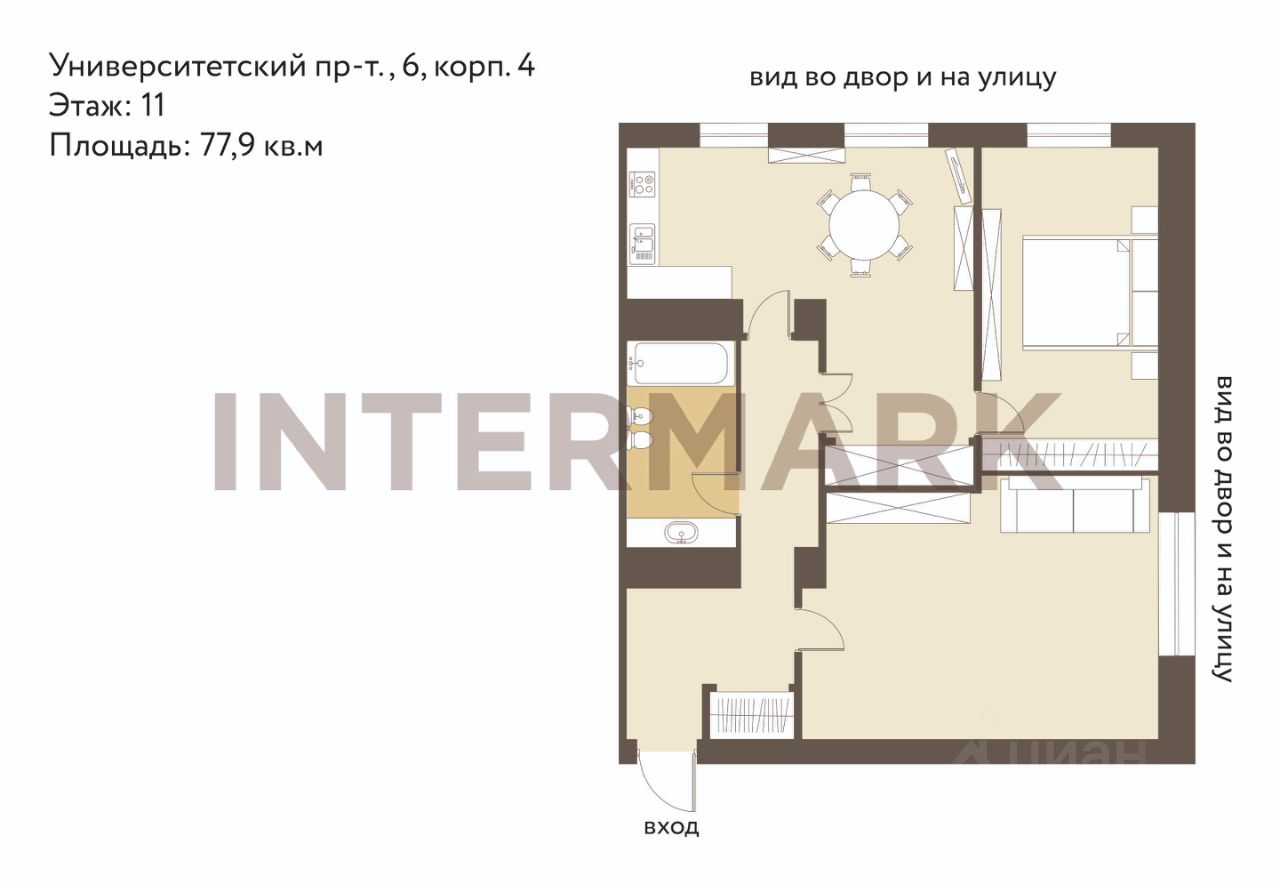 Университетский пр-т. , 6, корп. 4
Этаж: 11
Площадь: 77,9 кв.м
вид во двор и на улицу
вид во двор и на улицу
INTERMARK
циан
вход